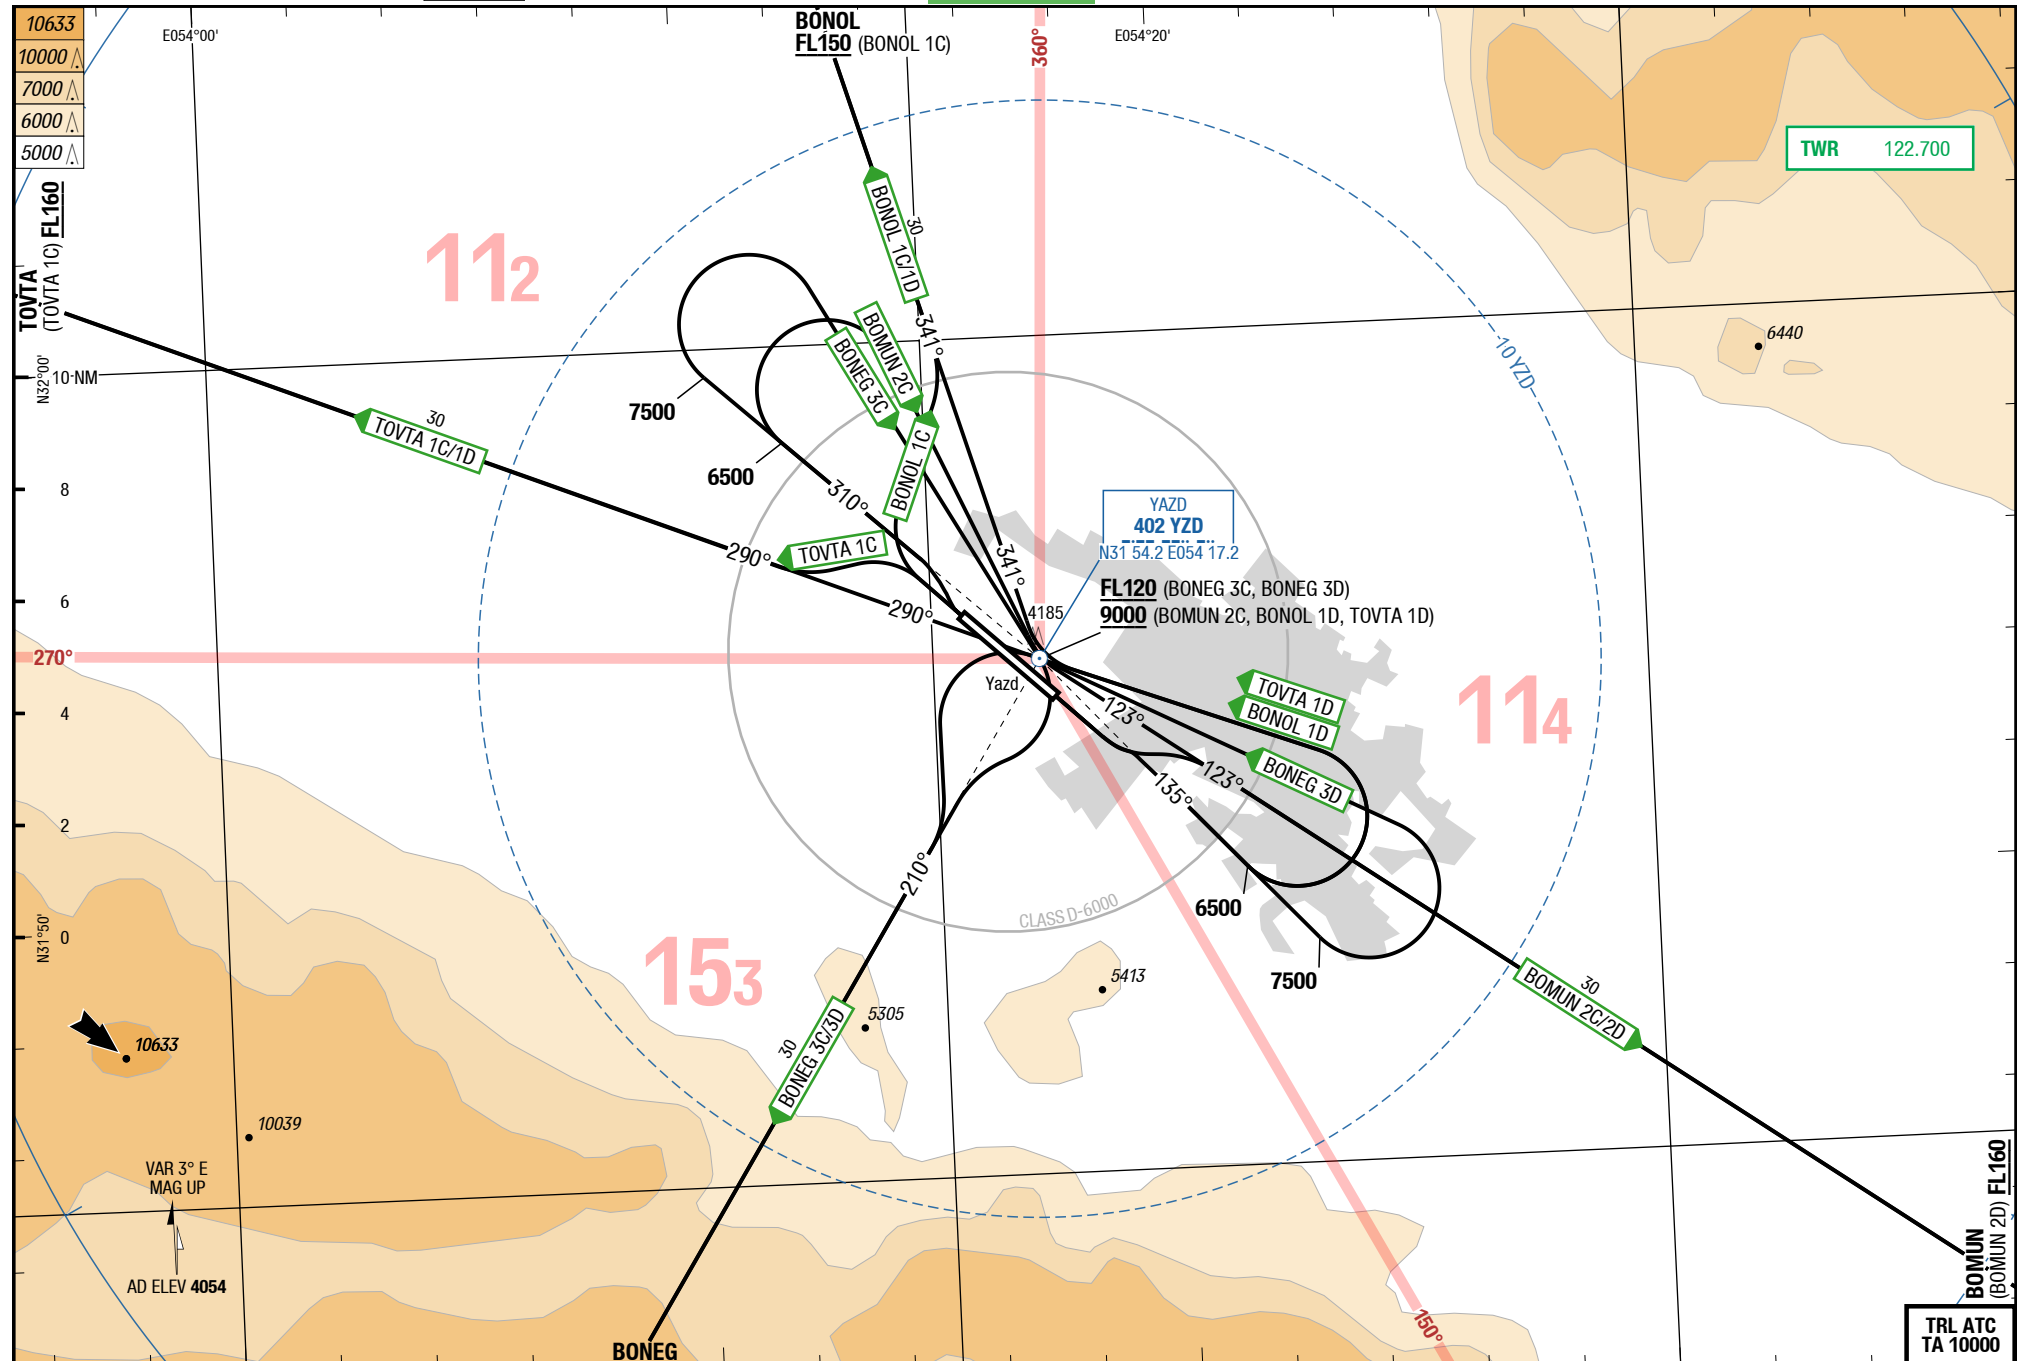 10633
10000
7000
6000
5000
E054°00'
BONOL
FL150 (BONOL 1C)
360°
E054°20'
TWR 122.700
TOVTA
(TOVTA 1C) FL160
112
BONOL 1C/1D
30
341°
BOMUN 2C
BONEG 3C
BONOL 1C
10 YZD
6440
N32°00'
10 NM
8
6
4
2
0
30
TOVTA 1C/1D
7500
6500
310°
290°
TOVTA 1C
290°
341°
YAZD
402 YZD
N31 54.2 E054 17.2
FL120 (BONEG 3C, BONEG 3D)
9000 (BOMUN 2C, BONOL 1D, TOVTA 1D)
4185
270°
Yazd
TOVTA 1D
BONOL 1D
BONEG 3D
114
123°
123°
135°
210°
6500
7500
CLASS D-6000
N31°50'
153
5413
5305
30
BONEG 3C/3D
30
BOMUN 2C/2D
10633
10039
VAR 3° E
MAG UP
AD ELEV 4054
BONEG
150°
BOMUN
(BOMUN 2D) FL160
TRL ATC
TA 10000